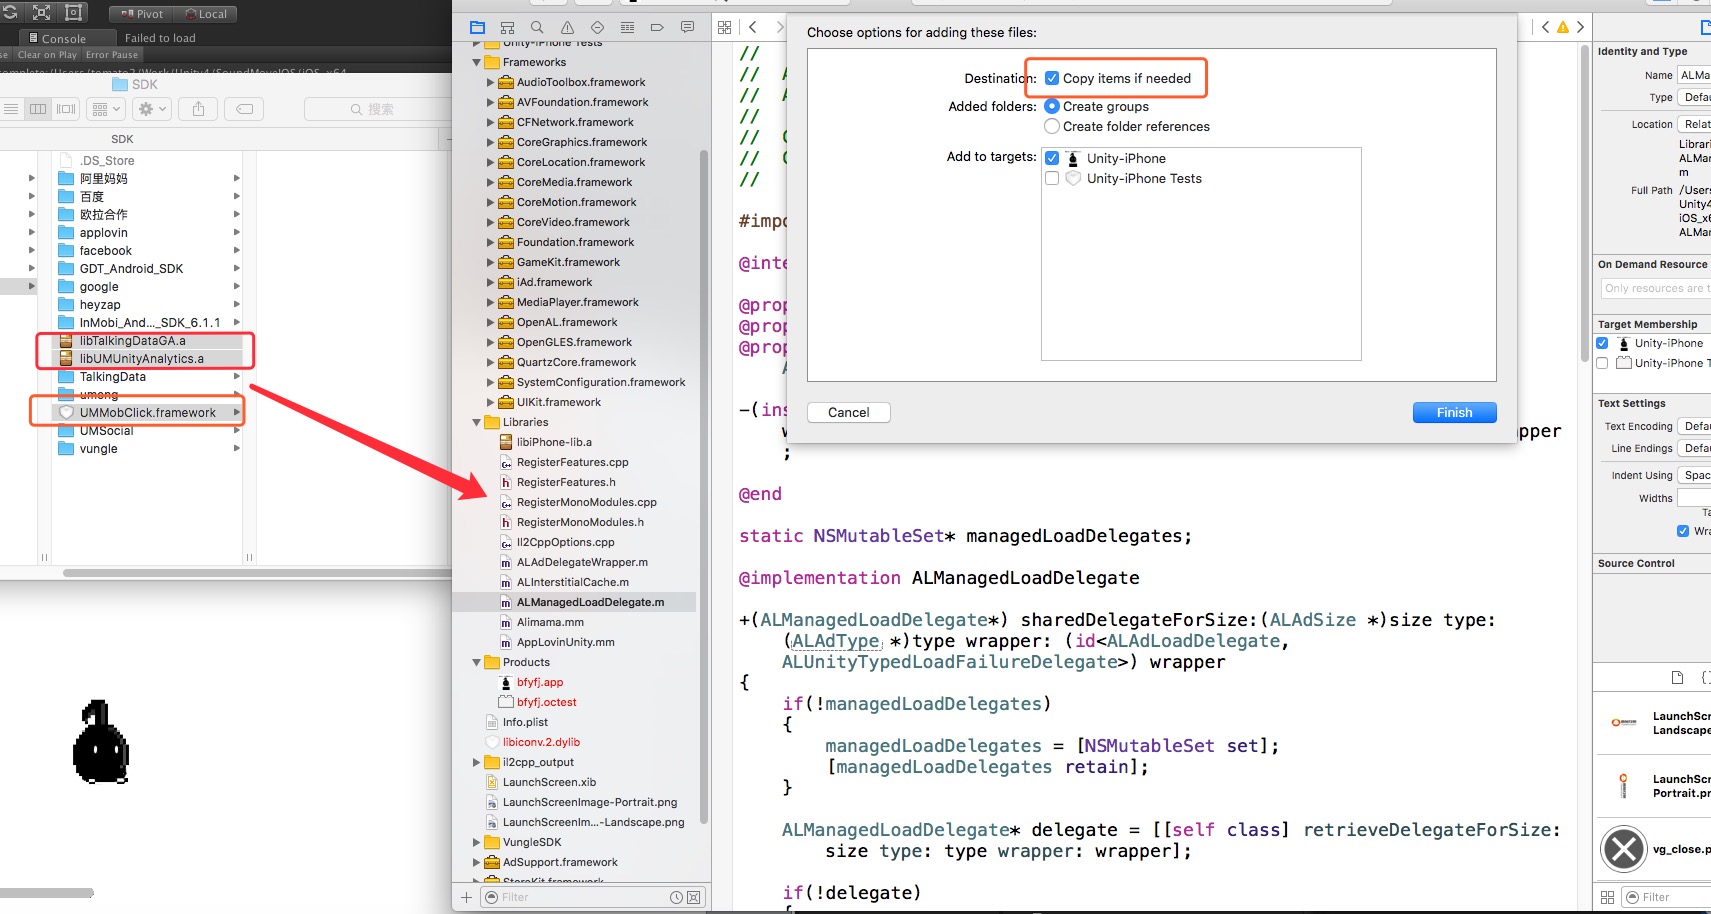 Pivot
Local
Console
Failed to load
Clear on Play
Error Pause
SDK
搜索
SDK
.DS_Store
阿里妈妈
百度
欧拉合作
applovin
facebook
GDT_Android_SDK
google
heyzap
InMobi_And..._SDK_6.1.1
libTalkingDataGA.a
libUMUnityAnalytics.a
TalkingData
umeng
UMMobClick.framework
UMSocial
vungle
Unity-iPhone Tests
Frameworks
AudioToolbox.framework
AVFoundation.framework
CFNetwork.framework
CoreGraphics.framework
CoreLocation.framework
CoreMedia.framework
CoreMotion.framework
CoreVideo.framework
Foundation.framework
GameKit.framework
iAd.framework
MediaPlayer.framework
OpenAL.framework
OpenGLES.framework
QuartzCore.framework
SystemConfiguration.framework
UIKit.framework
Libraries
libiPhone-lib.a
RegisterFeatures.cpp
RegisterFeatures.h
RegisterMonoModules.cpp
RegisterMonoModules.h
Il2CppOptions.cpp
ALAdDelegateWrapper.m
ALInterstitialCache.m
ALManagedLoadDelegate.m
Alimama.mm
AppLovinUnity.mm
Products
bfyfj.app
bfyfj.octest
Info.plist
libiconv.2.dylib
il2cpp_output
LaunchScreen.xib
LaunchScreenImage-Portrait.png
LaunchScreenIm...-Landscape.png
VungleSDK
AdSupport.framework
StoreKit.framework
Filter
Choose options for adding these files:
Destination: Copy items if needed
Added folders: Create groups
Create folder references
Add to targets: Unity-iPhone
Unity-iPhone Tests
Cancel
Finish
//
// A
// A
//
// C
// C
//
#impo
@inte
@prop
@prop
@prop
-(ins
pper
;
@end
static NSMutableSet* managedLoadDelegates;
@implementation ALManagedLoadDelegate
+(ALManagedLoadDelegate*) sharedDelegateForSize:(ALAdSize *)size type:
(ALAdType *)type wrapper: (id<ALAdLoadDelegate,
ALUnityTypedLoadFailureDelegate>) wrapper
{
if(!managedLoadDelegates)
{
managedLoadDelegates = [NSMutableSet set];
[managedLoadDelegates retain];
}
ALManagedLoadDelegate* delegate = [[self class] retrieveDelegateForSize:
size type: type wrapper: wrapper];
if(!delegate)
{
Identity and Type
Name ALMa
Type Defau
Location Relat
Librari
ALMar
m
Full Path /Users
Unity4
iOS_x6
ALMar
On Demand Resource
Only resources are t
Target Membership
Unity-iPhone
Unity-iPhone T
Text Settings
Text Encoding Defau
Line Endings Defau
Indent Using Spac
Widths
Ta
Wra
Source Control
{}
LaunchScre
Landscape
LaunchScre
Portrait.pr
vg_close.p
Filter